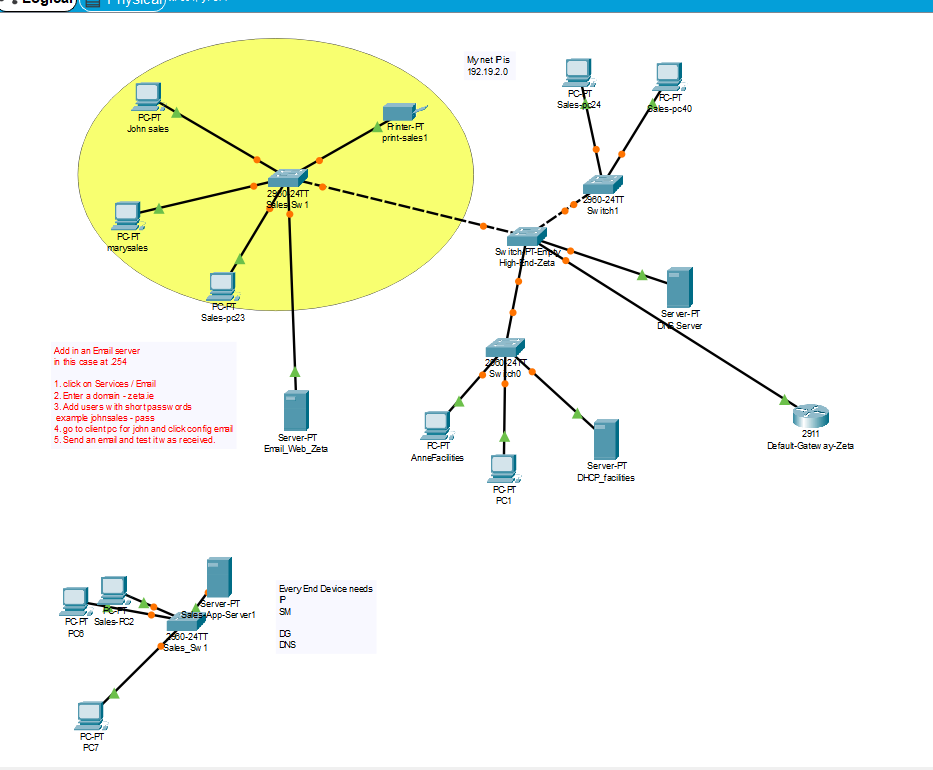 Logical
Physical
My net IP is
192.19.2.0
PC-PT
John sales
Printer-PT
print-sales1
PC-PT
Sales-pc24
PC-PT
Sales-pc40
2960-24TT
Sales_Sw1
2960-24TT
Switch1
PC-PT
marysales
Switch-PT-Empty
High-End-Zeta
PC-PT
Sales-pc23
Server-PT
DNS Server
Add in an Email server
in this case at .254
1. click on Services / Email
2. Enter a domain - zeta.ie
3. Add users with short passwords
example johnsales - pass
4. go to client pc for john and click config email
5. Send an email and test it was received.
2960-24TT
Switch0
Server-PT
Email_Web_Zeta
PC-PT
AnneFacilities
2911
Default-Gateway-Zeta
Server-PT
DHCP_facilities
PC-PT
PC1
Every End Device needs
IP
SM
DG
DNS
Server-PT
Sales-App-Server1
PC-PT
Sales-PC2
PC-PT
PC6
2960-24TT
Sales_Sw1
PC-PT
PC7